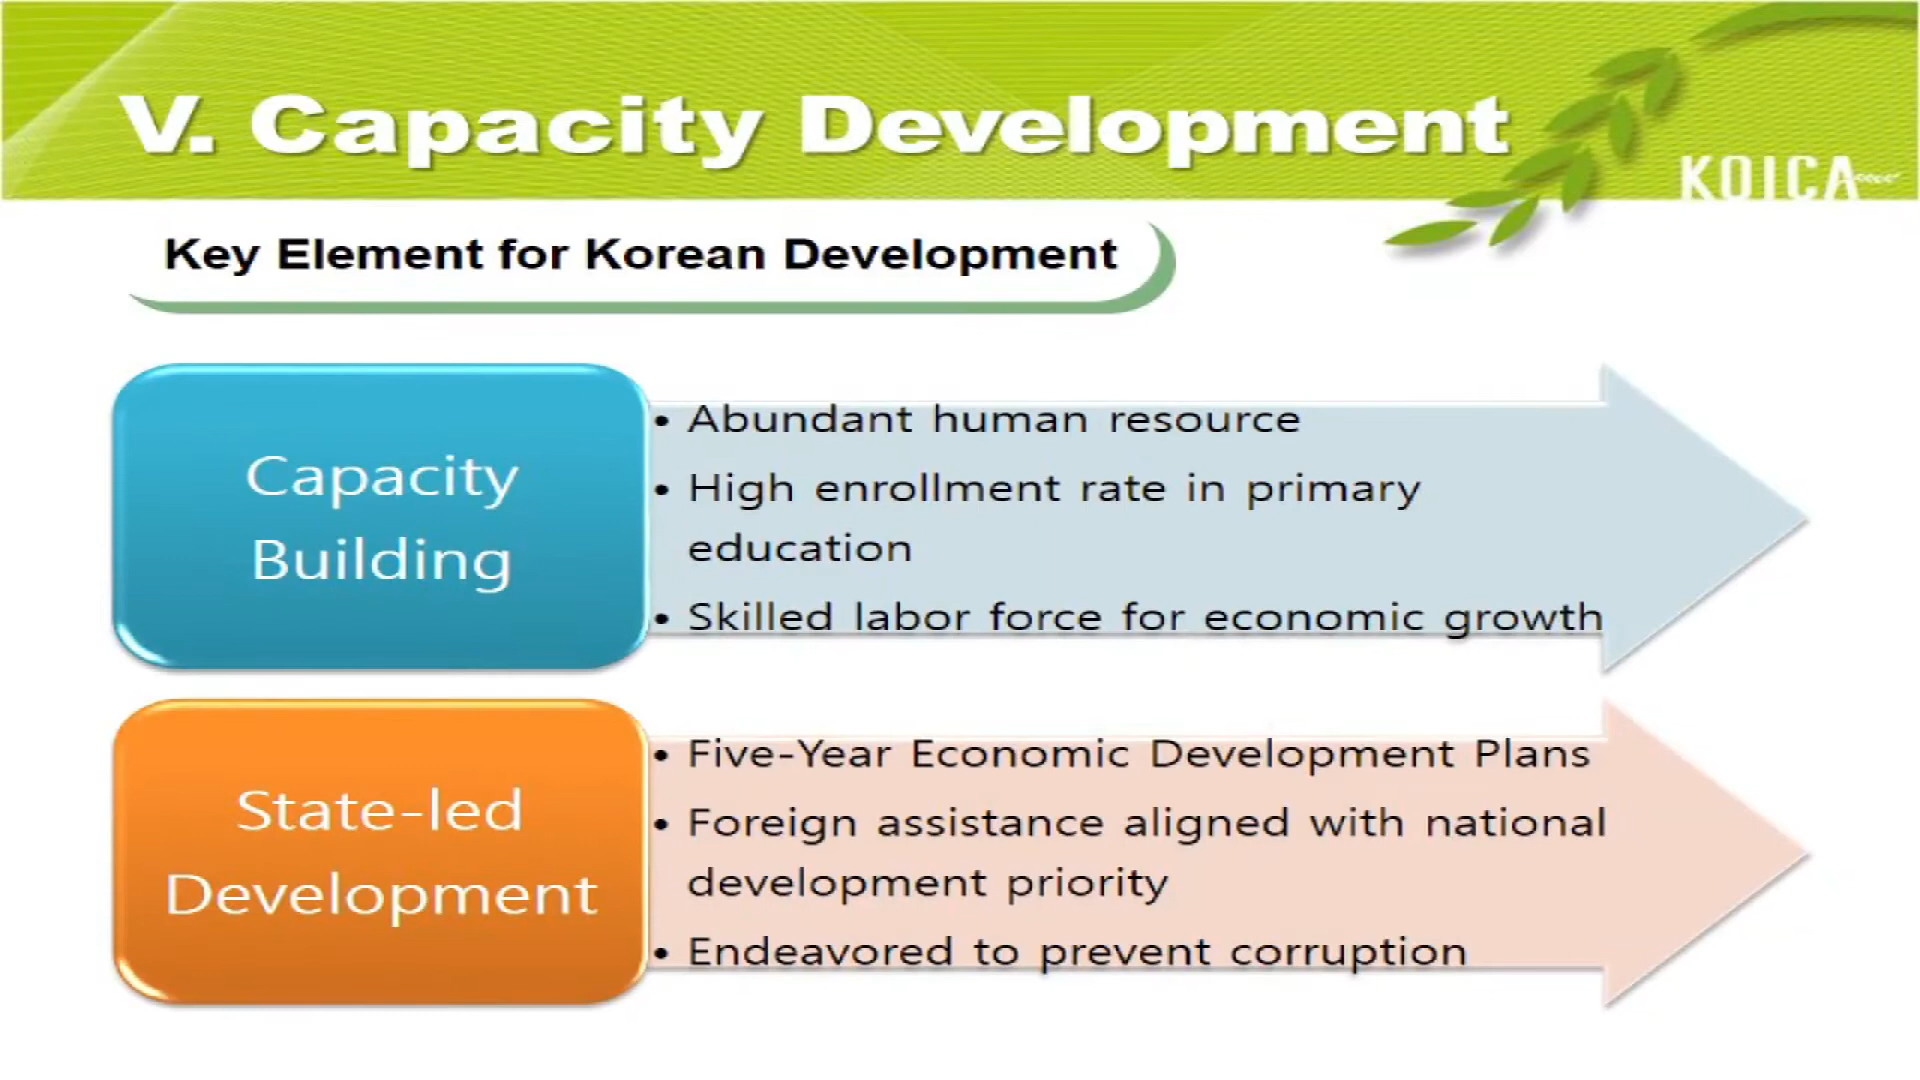 V. Capacity Development
KOICA
Key Element for Korean Development
Capacity
Building
• Abundant human resource
• High enrollment rate in primary
education
• Skilled labor force for economic growth
State-led
Development
• Five-Year Economic Development Plans
• Foreign assistance aligned with national
development priority
• Endeavored to prevent corruption